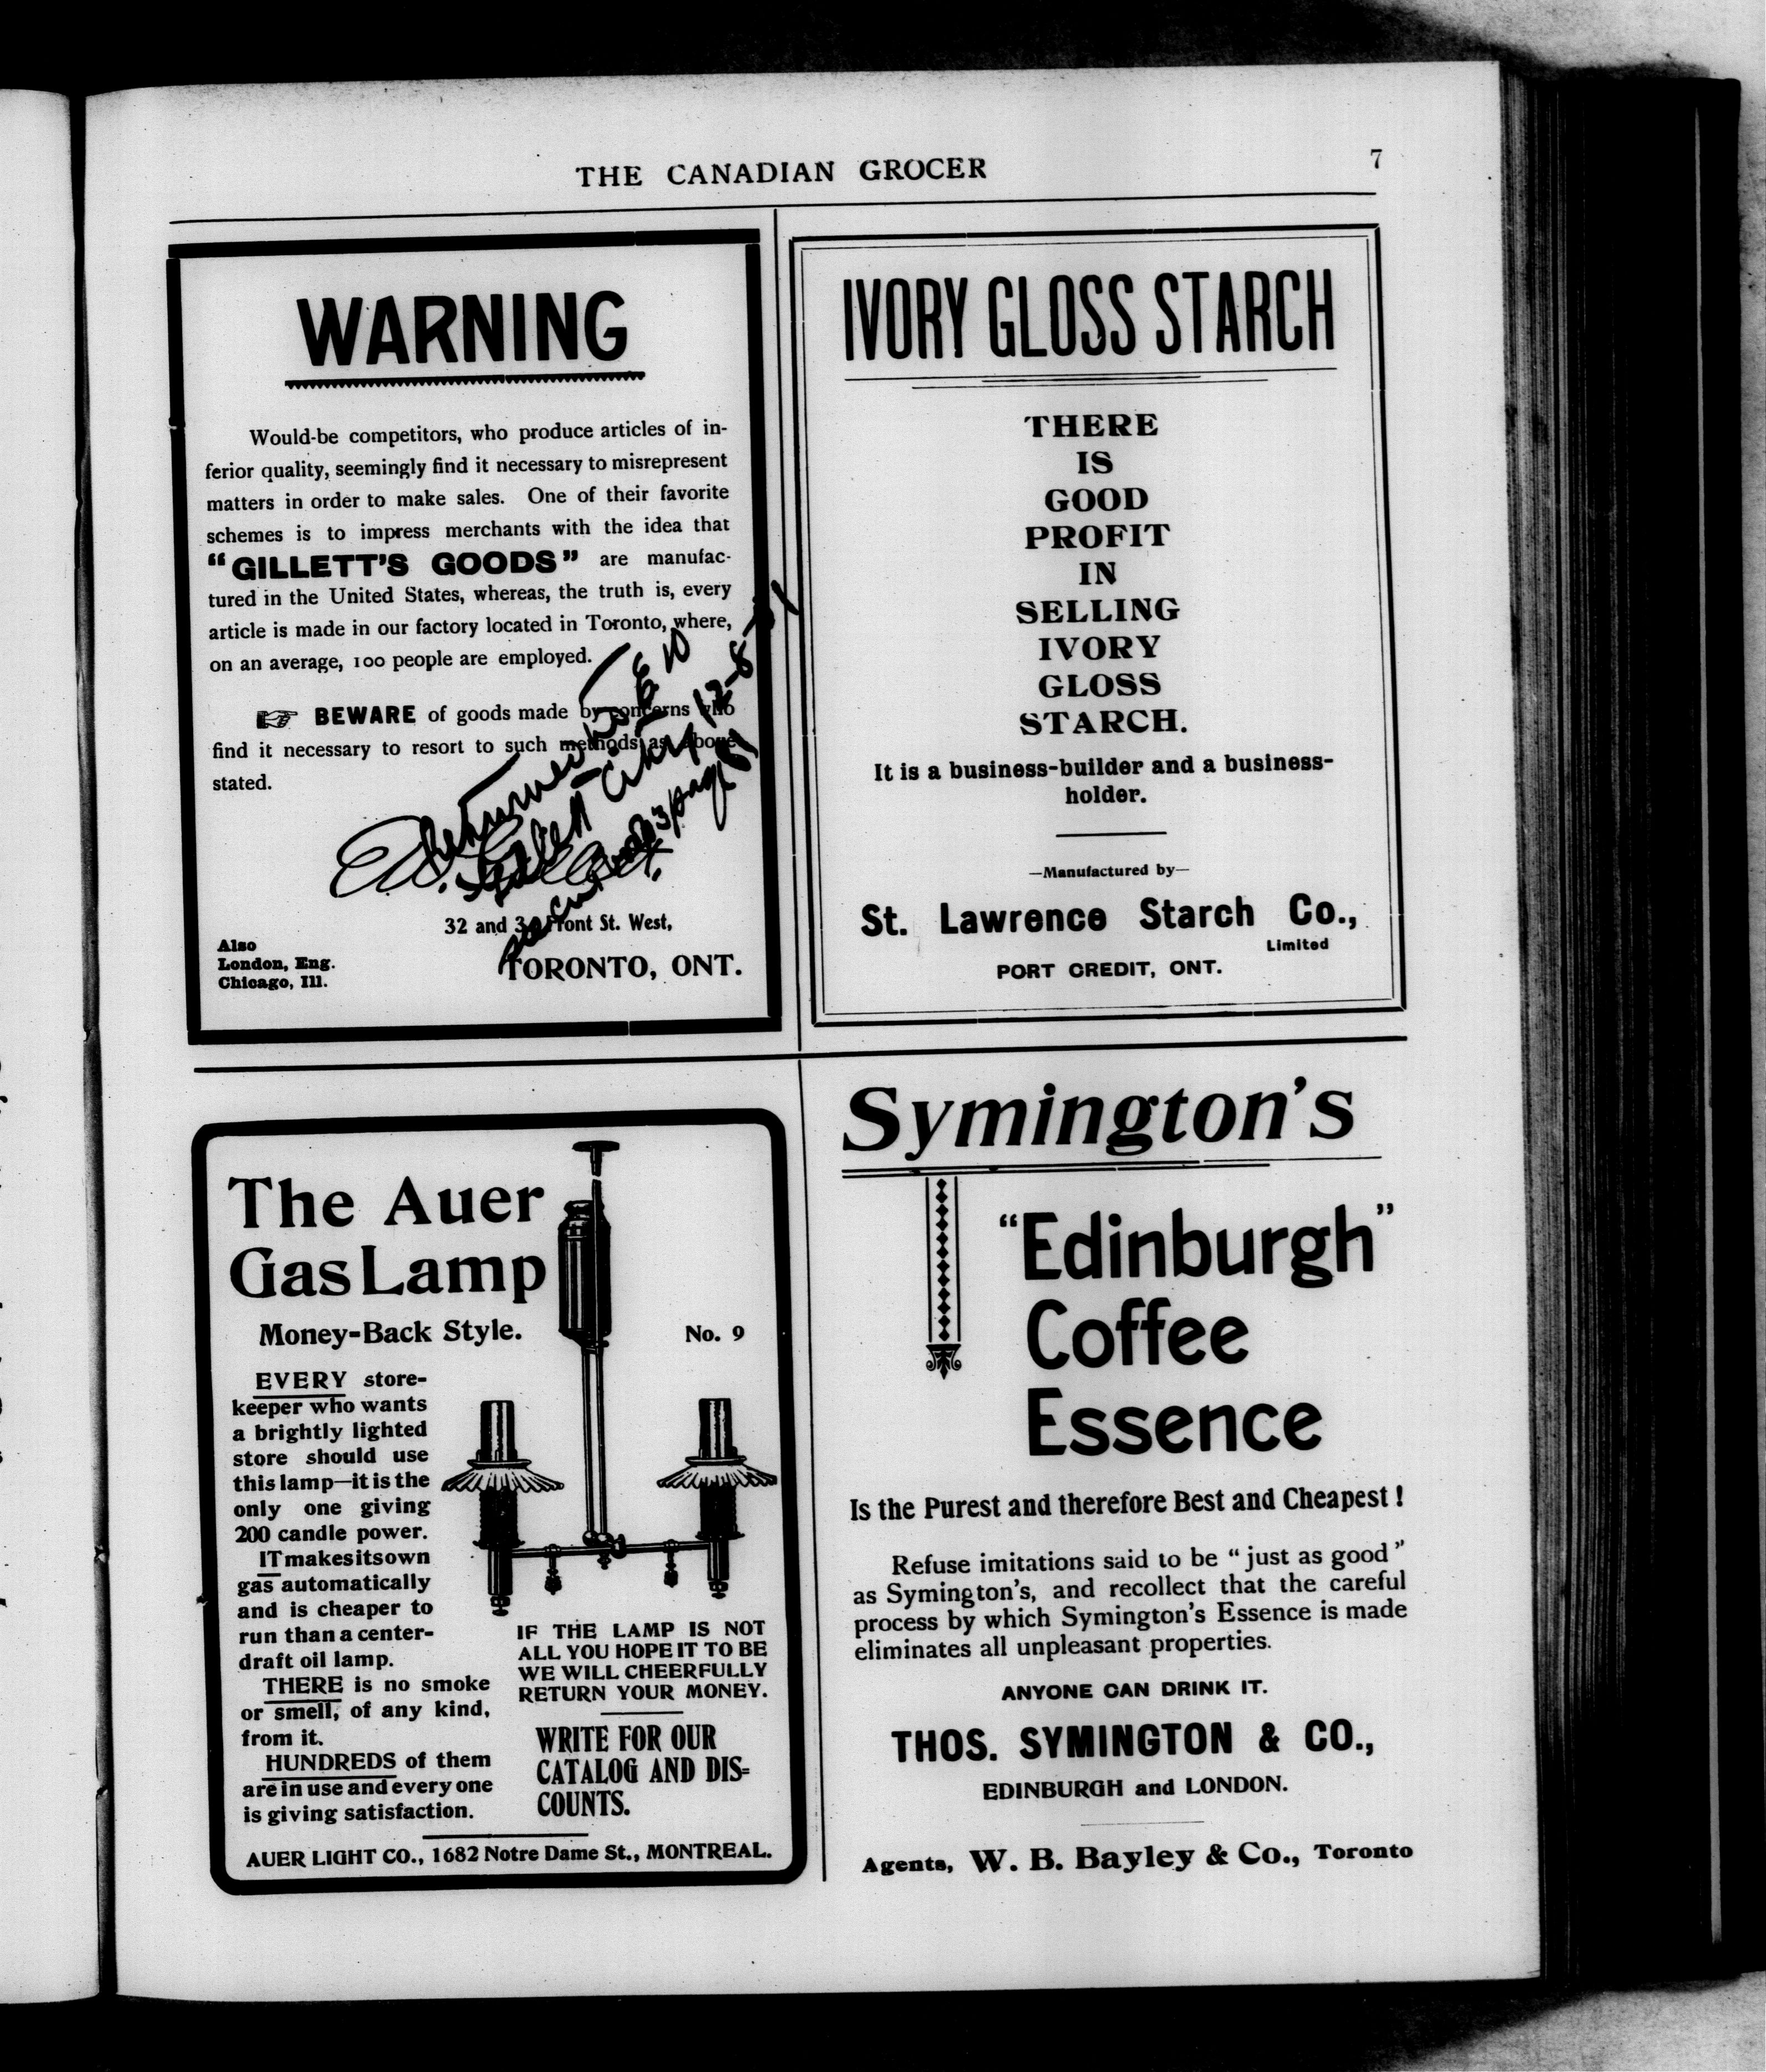 THE CANADIAN GROCER
7
WARNING
Would-be competitors, who produce articles of in-
ferior quality, seemingly find it necessary to misrepresent
matters in order to make sales. One of their favorite
schemes is to impress merchants with the idea that
“GILLETT'S GOODS” are manufac-
tured in the United States, whereas, the truth is, every
article is made in our factory located in Toronto, where,
on an average, 100 people are employed.
BEWARE of goods made by concerns who
find it necessary to resort to such methods as above
stated.
32 and 34 Front St. West,
Also
London, Eng.
Chicago, Ill.
TORONTO, ONT.
IVORY GLOSS STARCH
THERE
IS
GOOD
PROFIT
IN
SELLING
IVORY
GLOSS
STARCH.
It is a business-builder and a business-
holder.
—Manufactured by—
St. Lawrence Starch Co.,
Limited
PORT CREDIT, ONT.
The Auer
Gas Lamp
Money-Back Style.
No. 9
EVERY store-
keeper who wants
a brightly lighted
store should use
this lamp—it is the
only one giving
200 candle power.
IT makes its own
gas automatically
and is cheaper to
run than a center-
draft oil lamp.
THERE is no smoke
or smell, of any kind,
from it.
HUNDREDS of them
are in use and every one
is giving satisfaction.
IF THE LAMP IS NOT
ALL YOU HOPE IT TO BE
WE WILL CHEERFULLY
RETURN YOUR MONEY.
WRITE FOR OUR
CATALOG AND DIS-
COUNTS.
AUER LIGHT CO., 1682 Notre Dame St., MONTREAL.
Symington's
“Edinburgh”
Coffee
Essence
Is the Purest and therefore Best and Cheapest !
Refuse imitations said to be “just as good”
as Symington's, and recollect that the careful
process by which Symington's Essence is made
eliminates all unpleasant properties.
ANYONE CAN DRINK IT.
THOS. SYMINGTON & CO.,
EDINBURGH and LONDON.
Agents, W. B. Bayley & Co., Toronto